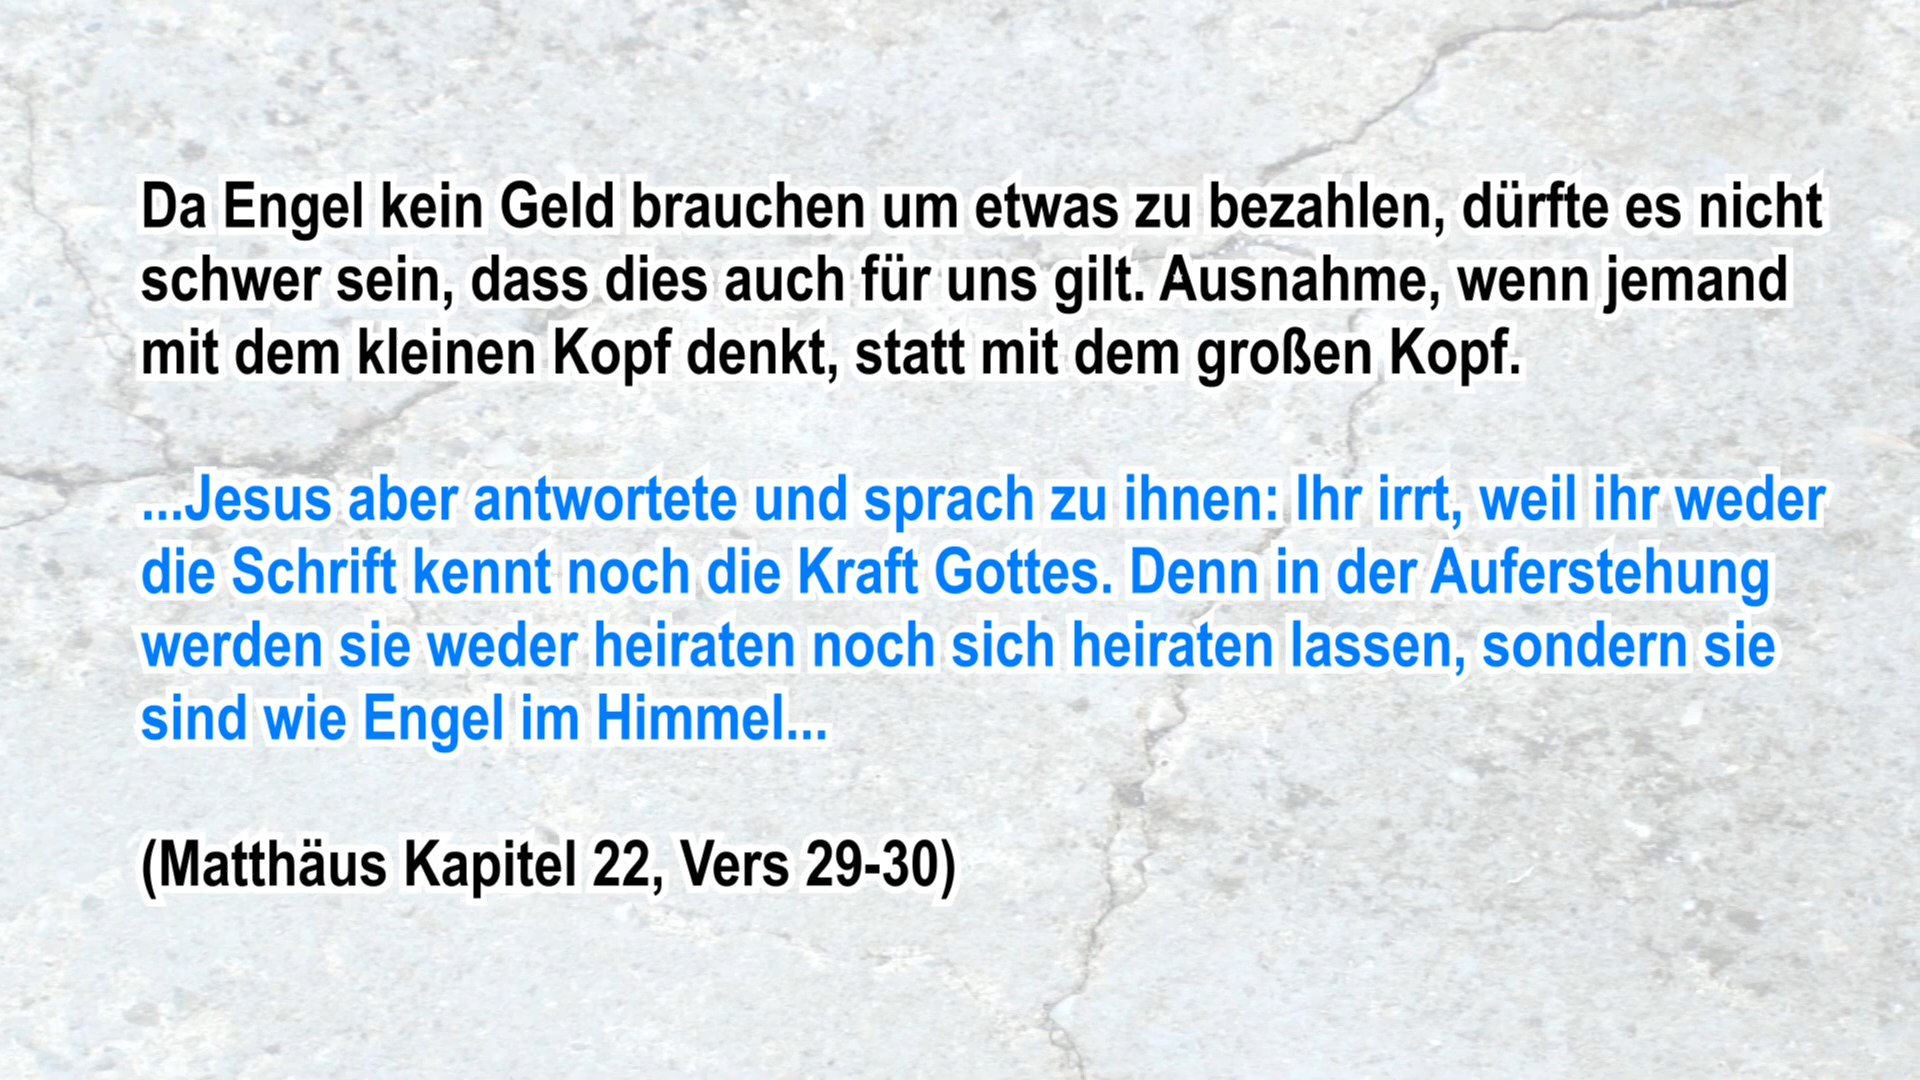 Da Engel kein Geld brauchen um etwas zu bezahlen, dürfte es nicht
schwer sein, dass dies auch für uns gilt. Ausnahme, wenn jemand
mit dem kleinen Kopf denkt, statt mit dem großen Kopf.
...Jesus aber antwortete und sprach zu ihnen: Ihr irrt, weil ihr weder
die Schrift kennt noch die Kraft Gottes. Denn in der Auferstehung
werden sie weder heiraten noch sich heiraten lassen, sondern sie
sind wie Engel im Himmel...
(Matthäus Kapitel 22, Vers 29-30)